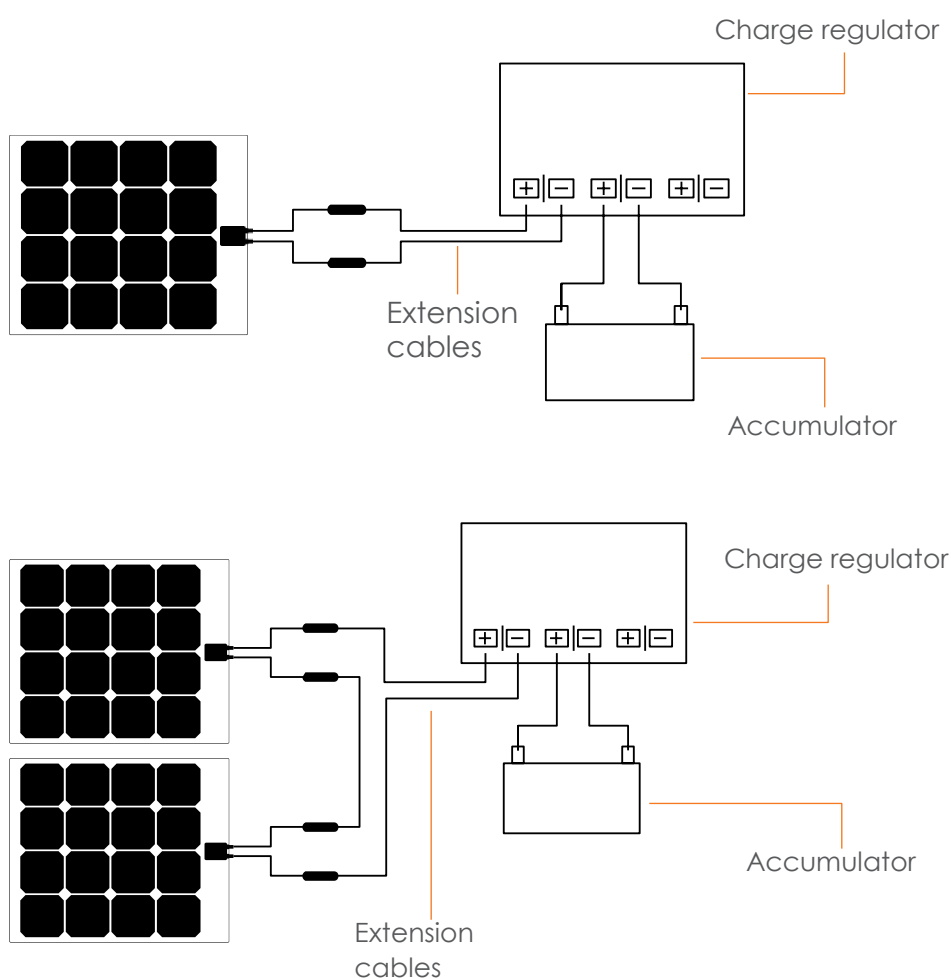 Charge regulator
+ − + − + −
Extension
cables
Accumulator
Charge regulator
+ − + − + −
Accumulator
Extension
cables